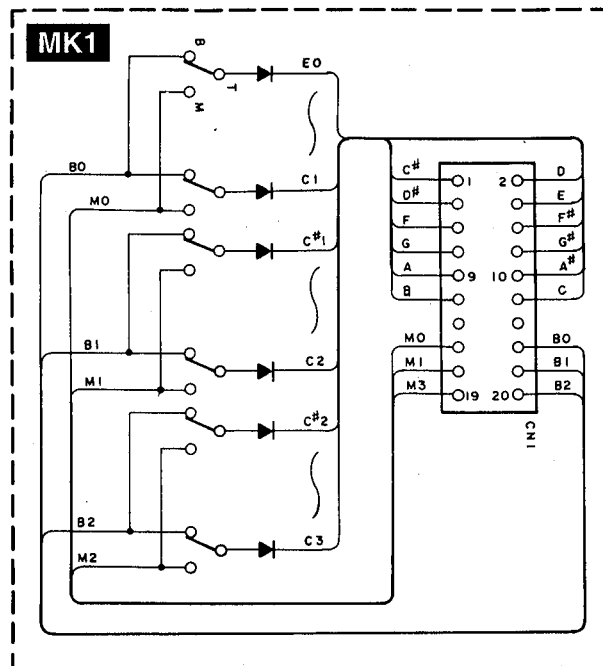 MK1
B
T
M
E0
B0
C1
M0
C#1
B1
C2
M1
C#2
B2
C3
M2
C# 1 2 D
D# E
F F#
G G#
A 9 10 A#
B C
M0 B0
M1 B1
M3 19 20 B2
CN1